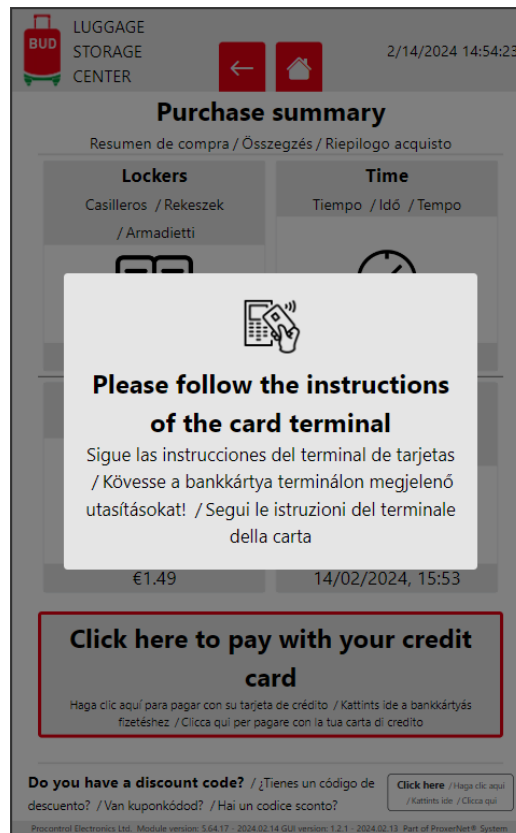 LUGGAGE
STORAGE
CENTER
BUD
2/14/2024 14:54:23
Purchase summary
Resumen de compra / Összegzés / Riepilogo acquisto
Lockers
Casilleros / Rekeszek
/ Armadietti
Time
Tiempo / Idő / Tempo
Please follow the instructions
of the card terminal
Sigue las instrucciones del terminal de tarjetas
/ Kövesse a bankkártya terminálon megjelenő
utasításokat! / Segui le istruzioni del terminale
della carta
€1.49
14/02/2024, 15:53
Click here to pay with your credit
card
Haga clic aquí para pagar con su tarjeta de crédito / Kattints ide a bankkártyás
fizetéshez / Clicca qui per pagare con la tua carta di credito
Do you have a discount code? / ¿Tienes un código de
descuento? / Van kuponkódod? / Hai un codice sconto?
Click here / Haga clic aquí
/ Kattints ide / Clicca qui
Procontrol Electronics Ltd. Module version: 5.64.17 - 2024.02.14 GUI version: 1.2.1 - 2024.02.13 Part of ProxerNet® System